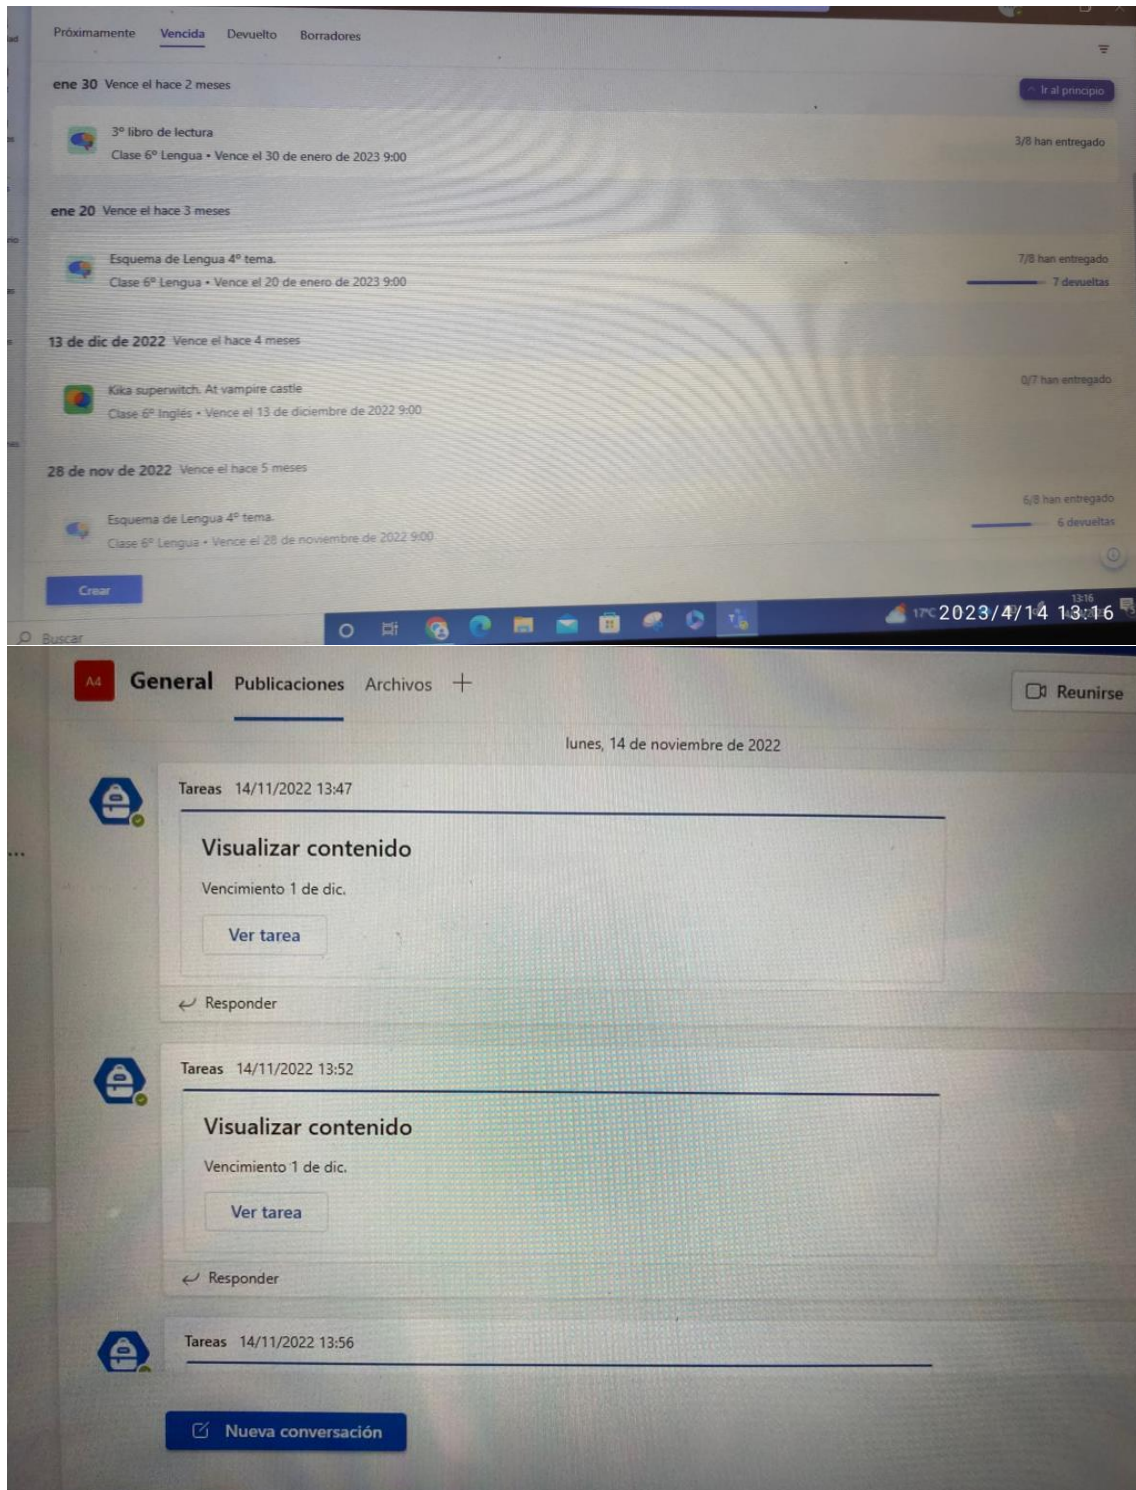 Próximamente Vencida Devuelto Borradores
ene 30 Vence el hace 2 meses
Ir al principio
3º libro de lectura
3/8 han entregado
Clase 6º Lengua • Vence el 30 de enero de 2023 9:00
ene 20 Vence el hace 3 meses
Esquema de Lengua 4º tema.
7/8 han entregado
Clase 6º Lengua • Vence el 20 de enero de 2023 9:00
7 devueltas
13 de dic de 2022 Vence el hace 4 meses
Kika superwitch. At vampire castle
0/7 han entregado
Clase 6º Inglés • Vence el 13 de diciembre de 2022 9:00
28 de nov de 2022 Vence el hace 5 meses
Esquema de Lengua 4º tema.
6/8 han entregado
Clase 6º Lengua • Vence el 28 de noviembre de 2022 9:00
6 devueltas
Crear
Buscar
17°C
13:16
2023/4/14 13:16
A4 General Publicaciones Archivos +
Reunirse
lunes, 14 de noviembre de 2022
Tareas 14/11/2022 13:47
Visualizar contenido
Vencimiento 1 de dic.
Ver tarea
Responder
Tareas 14/11/2022 13:52
Visualizar contenido
Vencimiento 1 de dic.
Ver tarea
Responder
Tareas 14/11/2022 13:56
Nueva conversación